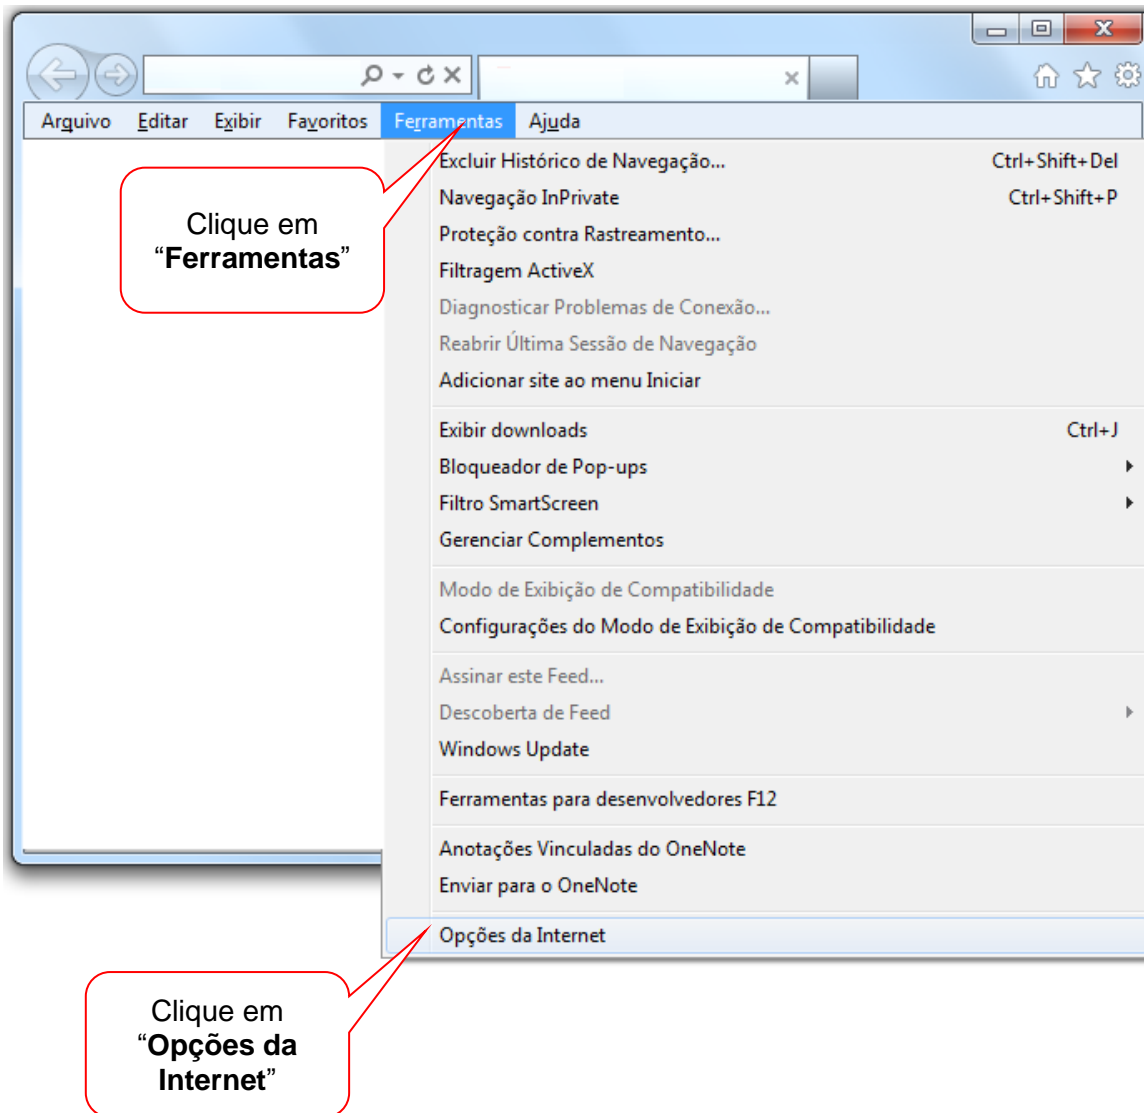 Arquivo Editar Exibir Favoritos Ferramentas Ajuda
Excluir Histórico de Navegação... Ctrl+Shift+Del
Navegação InPrivate Ctrl+Shift+P
Clique em
“Ferramentas”
Proteção contra Rastreamento...
Filtragem ActiveX
Diagnosticar Problemas de Conexão...
Reabrir Última Sessão de Navegação
Adicionar site ao menu Iniciar
Exibir downloads Ctrl+J
Bloqueador de Pop-ups
Filtro SmartScreen
Gerenciar Complementos
Modo de Exibição de Compatibilidade
Configurações do Modo de Exibição de Compatibilidade
Assinar este Feed...
Descoberta de Feed
Windows Update
Ferramentas para desenvolvedores F12
Anotações Vinculadas do OneNote
Enviar para o OneNote
Opções da Internet
Clique em
“Opções da
Internet”